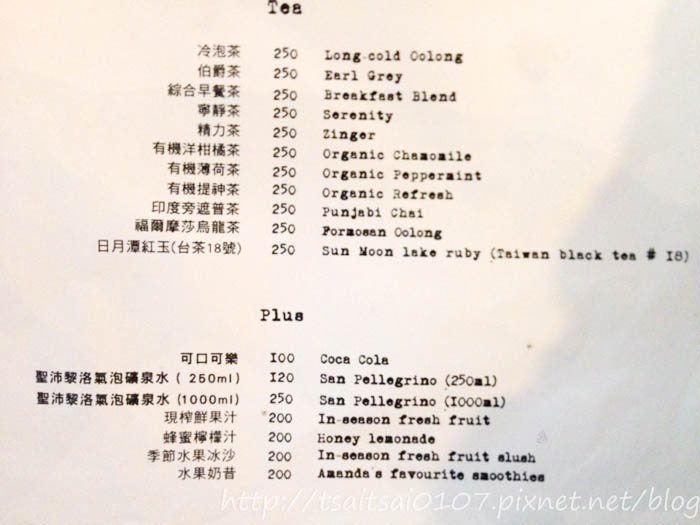 Tea
冷泡茶 250 Long-cold Oolong
伯爵茶 250 Earl Grey
綜合早餐茶 250 Breakfast Blend
寧靜茶 250 Serenity
精力茶 250 Zinger
有機洋柑橘茶 250 Organic Chamomile
有機薄荷茶 250 Organic Peppermint
有機提神茶 250 Organic Refresh
印度旁遮普茶 250 Punjabi Chai
福爾摩莎烏龍茶 250 Formosan Oolong
日月潭紅玉(台茶18號) 250 Sun Moon lake ruby (Taiwan black tea # 18)
Plus
可口可樂 100 Coca Cola
聖沛黎洛氣泡礦泉水 ( 250ml) 120 San Pellegrino (250ml)
聖沛黎洛氣泡礦泉水 (1000ml) 250 San Pellegrino (1000ml)
現榨鮮果汁 200 In-season fresh fruit
蜂蜜檸檬汁 200 Honey lemonade
季節水果冰沙 200 In-season fresh fruit slush
水果奶昔 200 Amanda's favourite smoothies
http://tsaitsai0107.pixnet.net/blog